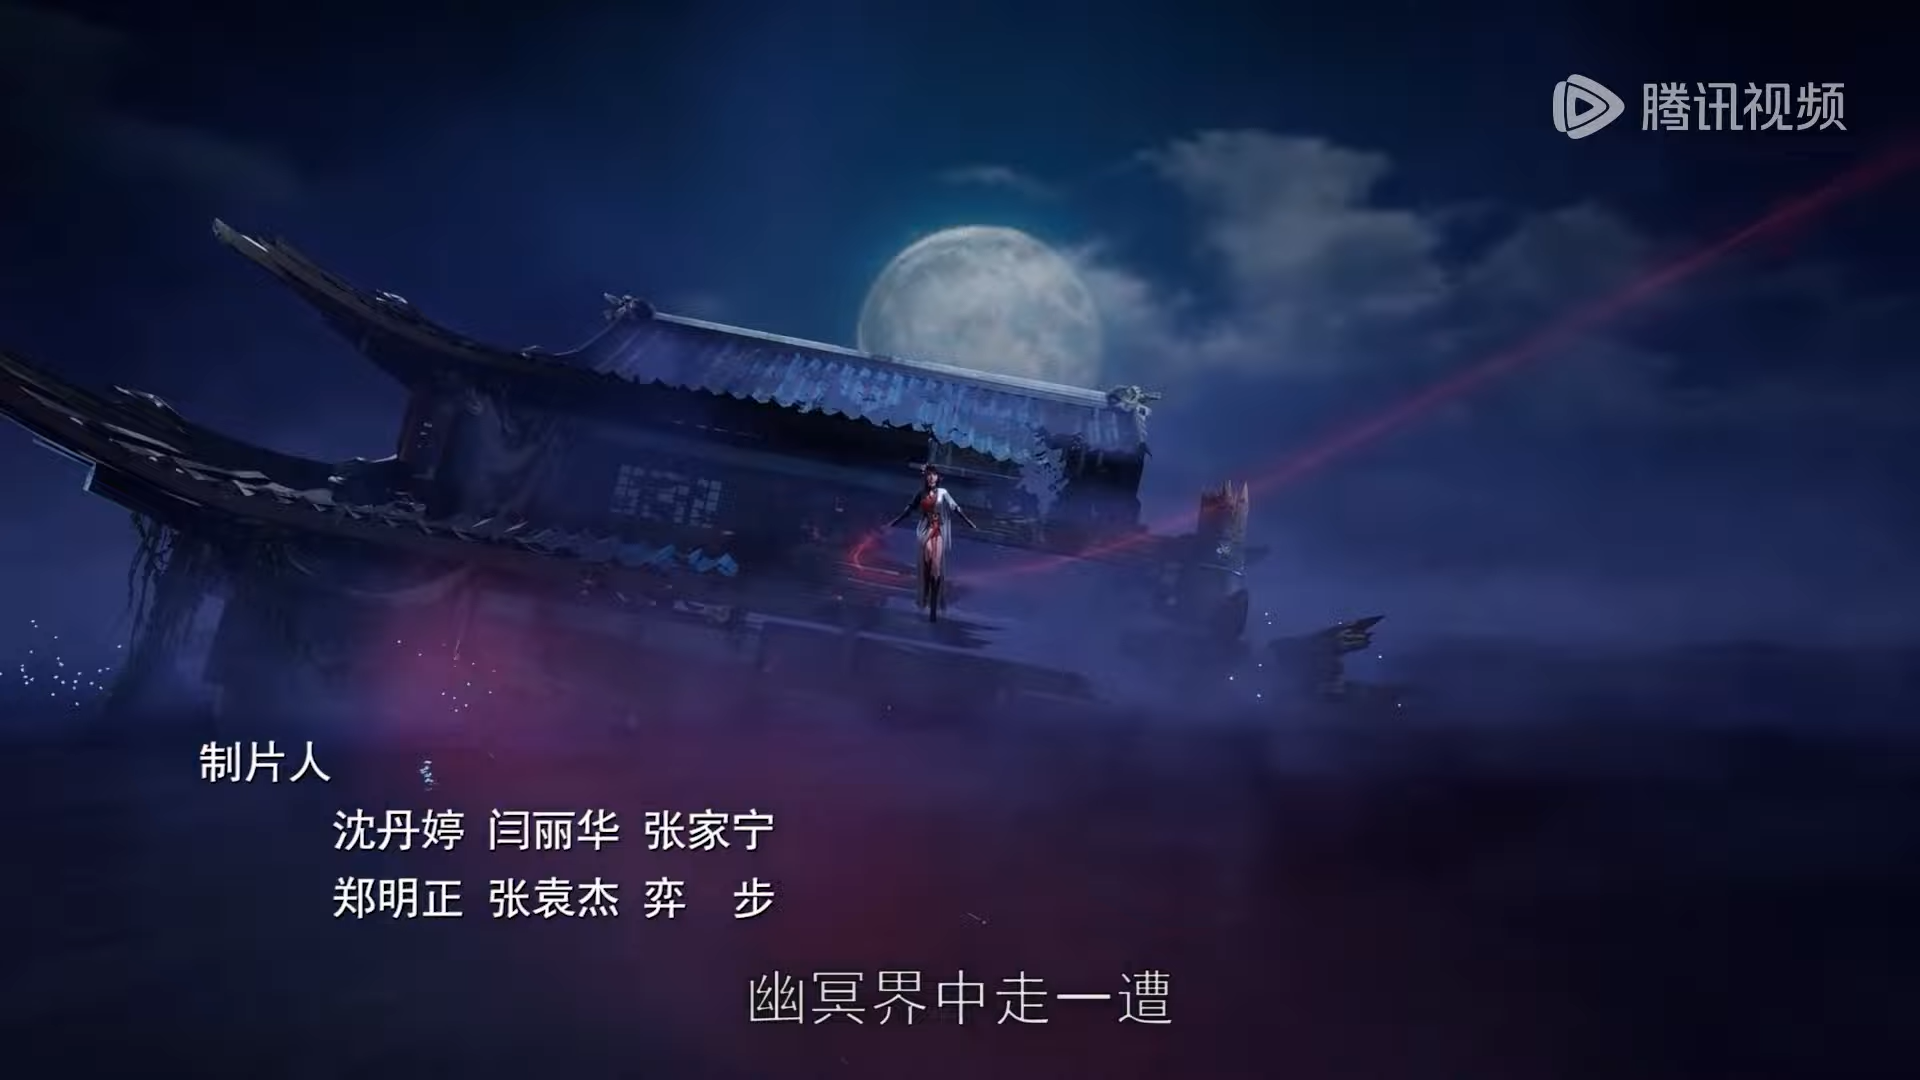 腾讯视频
制片人
沈丹婷 闫丽华 张家宁
郑明正 张袁杰 弈 步
幽冥界中走一遭